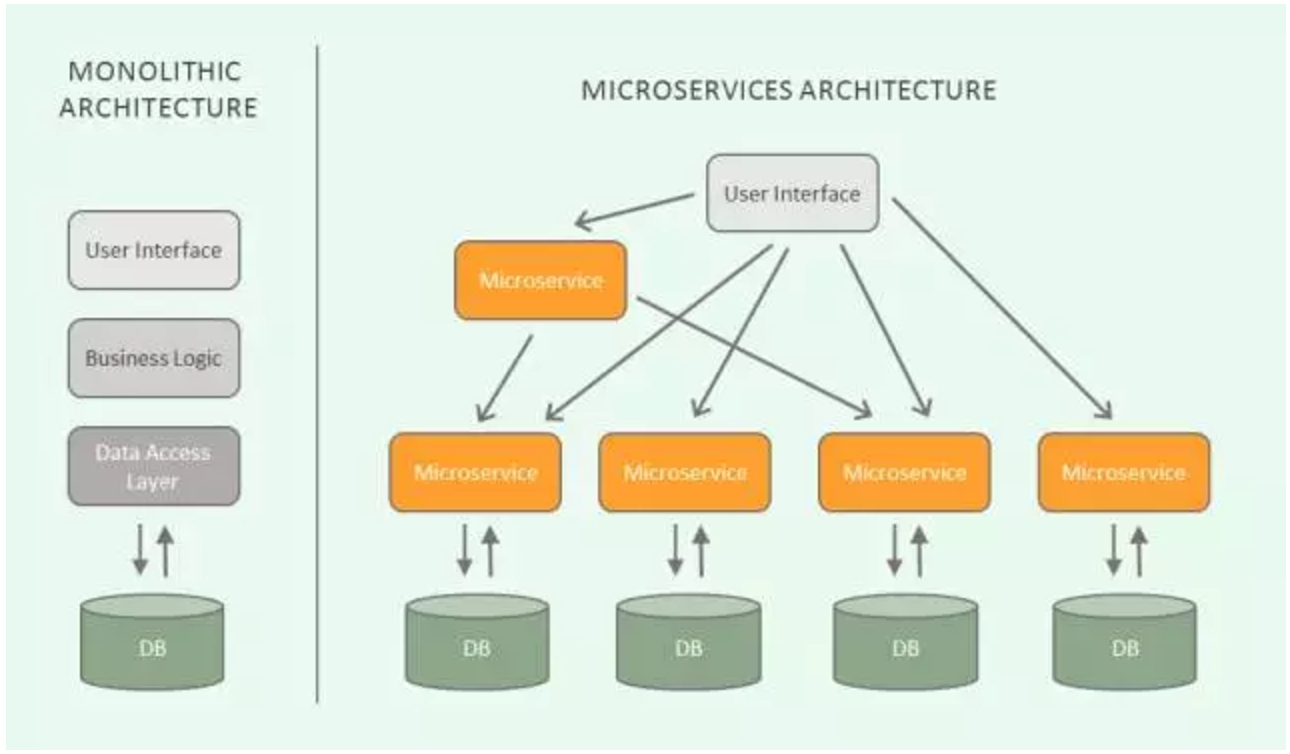 MONOLITHIC
ARCHITECTURE
User Interface
Business Logic
Data Access
Layer
DB
MICROSERVICES ARCHITECTURE
User Interface
Microservice
Microservice
Microservice
Microservice
Microservice
DB
DB
DB
DB